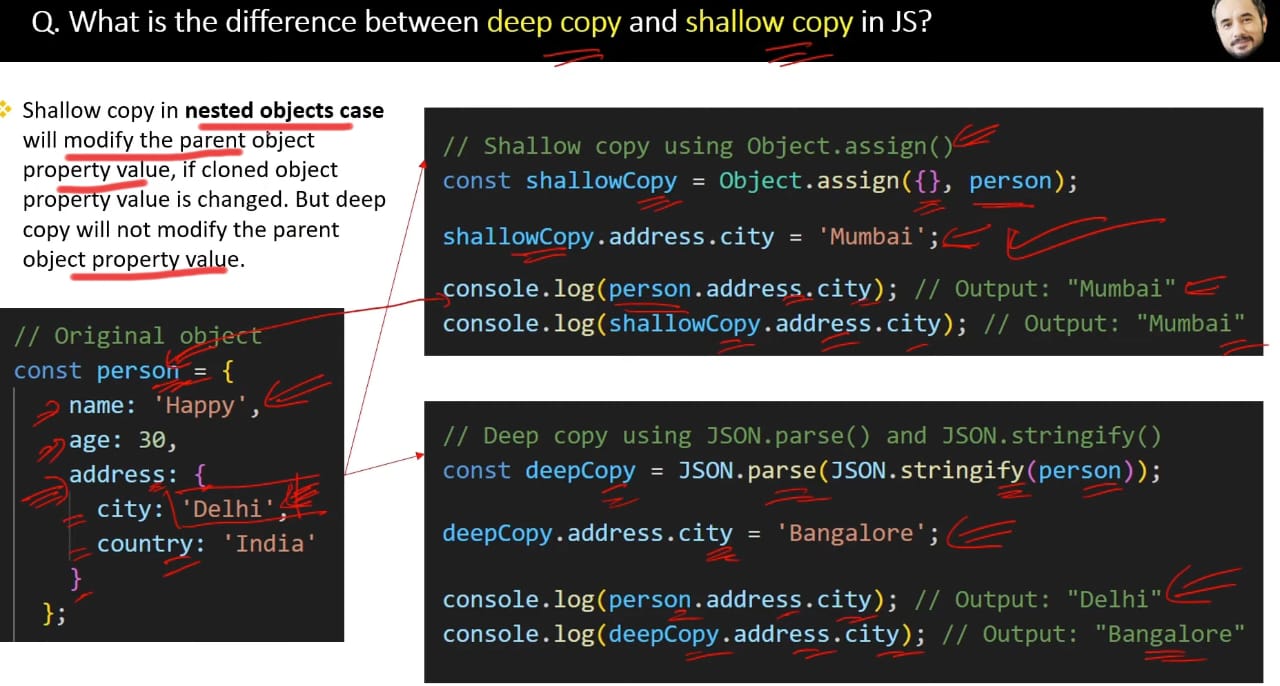 Q. What is the difference between deep copy and shallow copy in JS?
Shallow copy in nested objects case
will modify the parent object
property value, if cloned object
property value is changed. But deep
copy will not modify the parent
object property value.
// Original object
const person = {
name: 'Happy',
age: 30,
address: {
city: 'Delhi',
country: 'India'
}
};
// Shallow copy using Object.assign()
const shallowCopy = Object.assign({}, person);
shallowCopy.address.city = 'Mumbai';
console.log(person.address.city); // Output: "Mumbai"
console.log(shallowCopy.address.city); // Output: "Mumbai"
// Deep copy using JSON.parse() and JSON.stringify()
const deepCopy = JSON.parse(JSON.stringify(person));
deepCopy.address.city = 'Bangalore';
console.log(person.address.city); // Output: "Delhi"
console.log(deepCopy.address.city); // Output: "Bangalore"